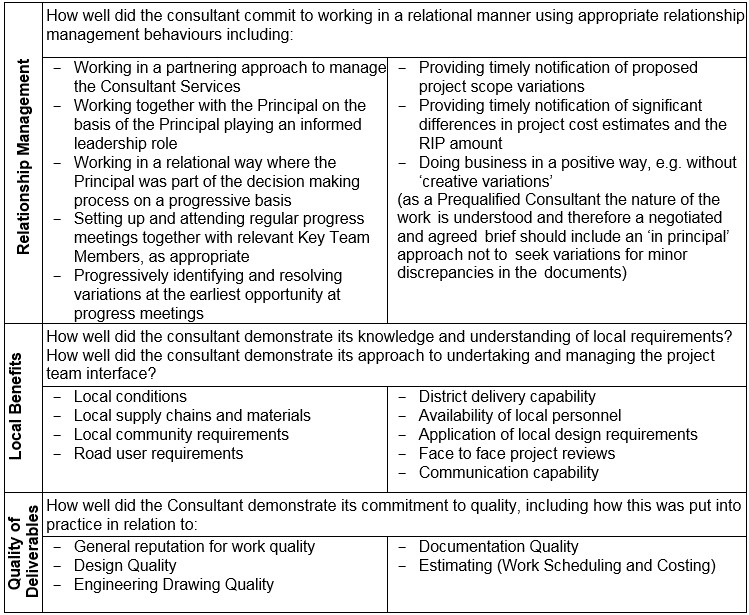 Relationship Management
How well did the consultant commit to working in a relational manner using appropriate relationship
management behaviours including:
− Working in a partnering approach to manage
the Consultant Services
− Working together with the Principal on the
basis of the Principal playing an informed
leadership role
− Working in a relational way where the
Principal was part of the decision making
process on a progressive basis
− Setting up and attending regular progress
meetings together with relevant Key Team
Members, as appropriate
− Progressively identifying and resolving
variations at the earliest opportunity at
progress meetings
− Providing timely notification of proposed
project scope variations
− Providing timely notification of significant
differences in project cost estimates and the
RIP amount
− Doing business in a positive way, e.g. without
‘creative variations’
(as a Prequalified Consultant the nature of the
work is understood and therefore a negotiated
and agreed brief should include an ‘in principal’
approach not to seek variations for minor
discrepancies in the documents)
Local Benefits
How well did the consultant demonstrate its knowledge and understanding of local requirements?
How well did the consultant demonstrate its approach to undertaking and managing the project
team interface?
− Local conditions
− Local supply chains and materials
− Local community requirements
− Road user requirements
− District delivery capability
− Availability of local personnel
− Application of local design requirements
− Face to face project reviews
− Communication capability
Quality of
Deliverables
How well did the Consultant demonstrate its commitment to quality, including how this was put into
practice in relation to:
− General reputation for work quality
− Design Quality
− Engineering Drawing Quality
− Documentation Quality
− Estimating (Work Scheduling and Costing)